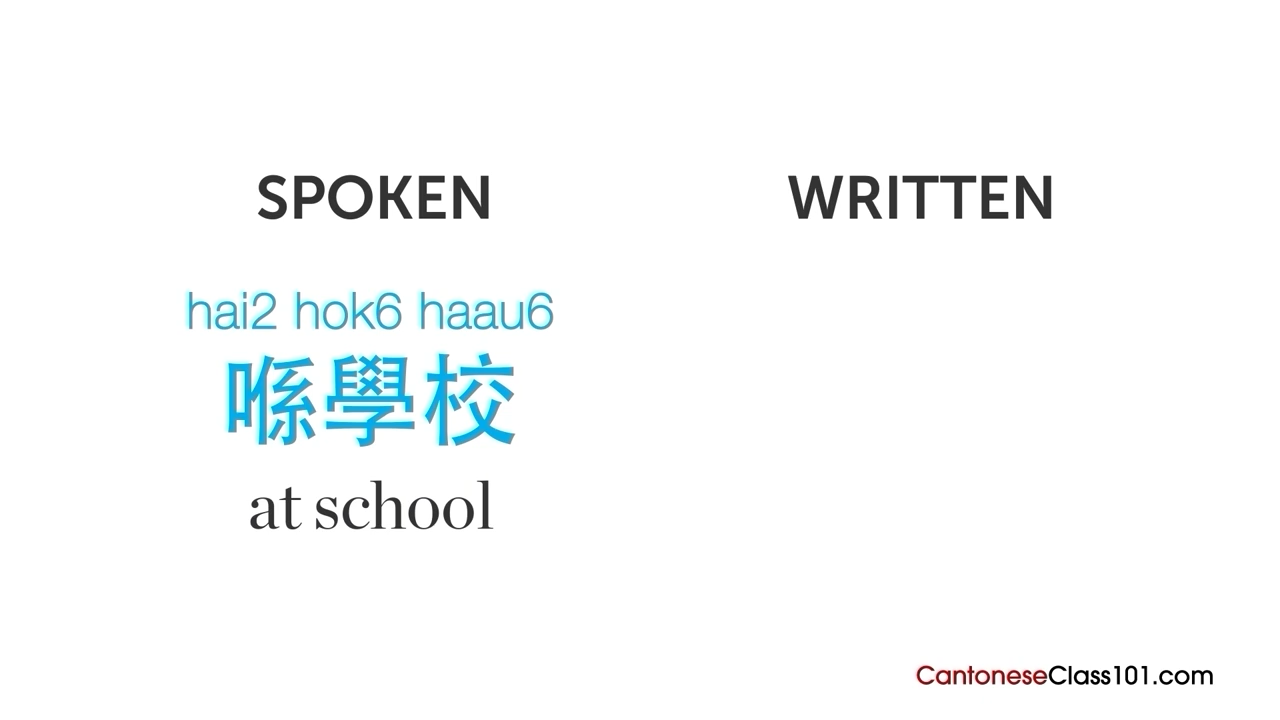 SPOKEN
WRITTEN
hai2 hok6 haau6
喺學校
at school
CantoneseClass101.com